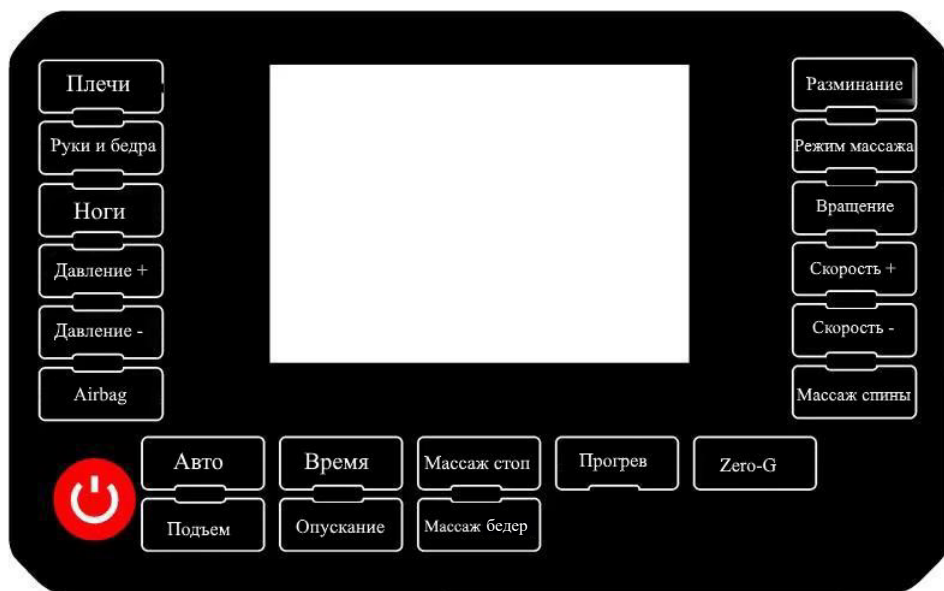 Плечи
Руки и бедра
Ноги
Давление +
Давление -
Airbag
Разминание
Режим массажа
Вращение
Скорость +
Скорость -
Массаж спины
Авто
Время
Массаж стоп
Прогрев
Zero-G
Подъем
Опускание
Массаж бедер